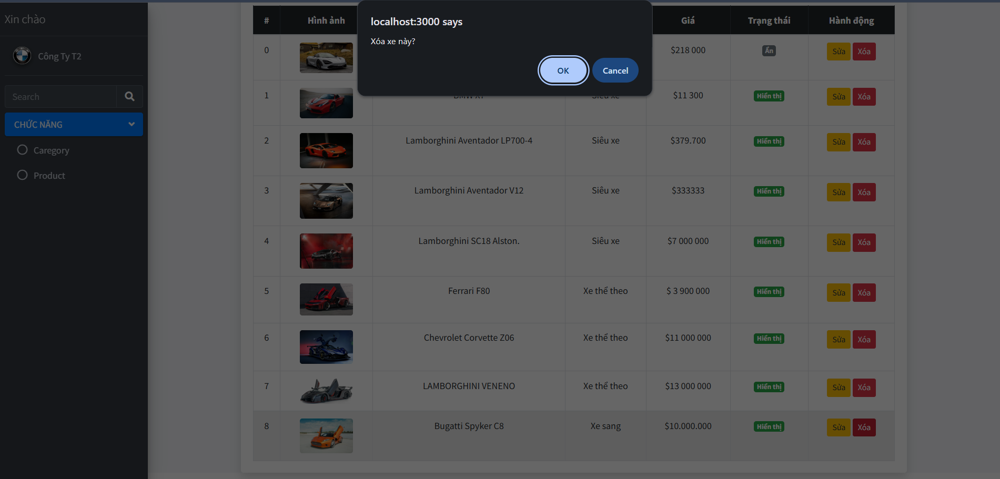 Xin chào
Công Ty T2
Search
CHỨC NĂNG
Caregory
Product
localhost:3000 says
Xóa xe này?
OK
Cancel
# Hình ảnh Giá Trạng thái Hành động
0 $218 000 Ẩn Sửa Xóa
1 $11 300 Hiển thị Sửa Xóa
2 Lamborghini Aventador LP700-4 Siêu xe $379.700 Hiển thị Sửa Xóa
3 Lamborghini Aventador V12 Siêu xe $333333 Hiển thị Sửa Xóa
4 Lamborghini SC18 Alston. Siêu xe $7 000 000 Hiển thị Sửa Xóa
5 Ferrari F80 Xe thể theo $ 3 900 000 Hiển thị Sửa Xóa
6 Chevrolet Corvette Z06 Xe thể theo $11 000 000 Hiển thị Sửa Xóa
7 LAMBORGHINI VENENO Xe thể theo $13 000 000 Hiển thị Sửa Xóa
8 Bugatti Spyker C8 Xe sang $10.000.000 Hiển thị Sửa Xóa